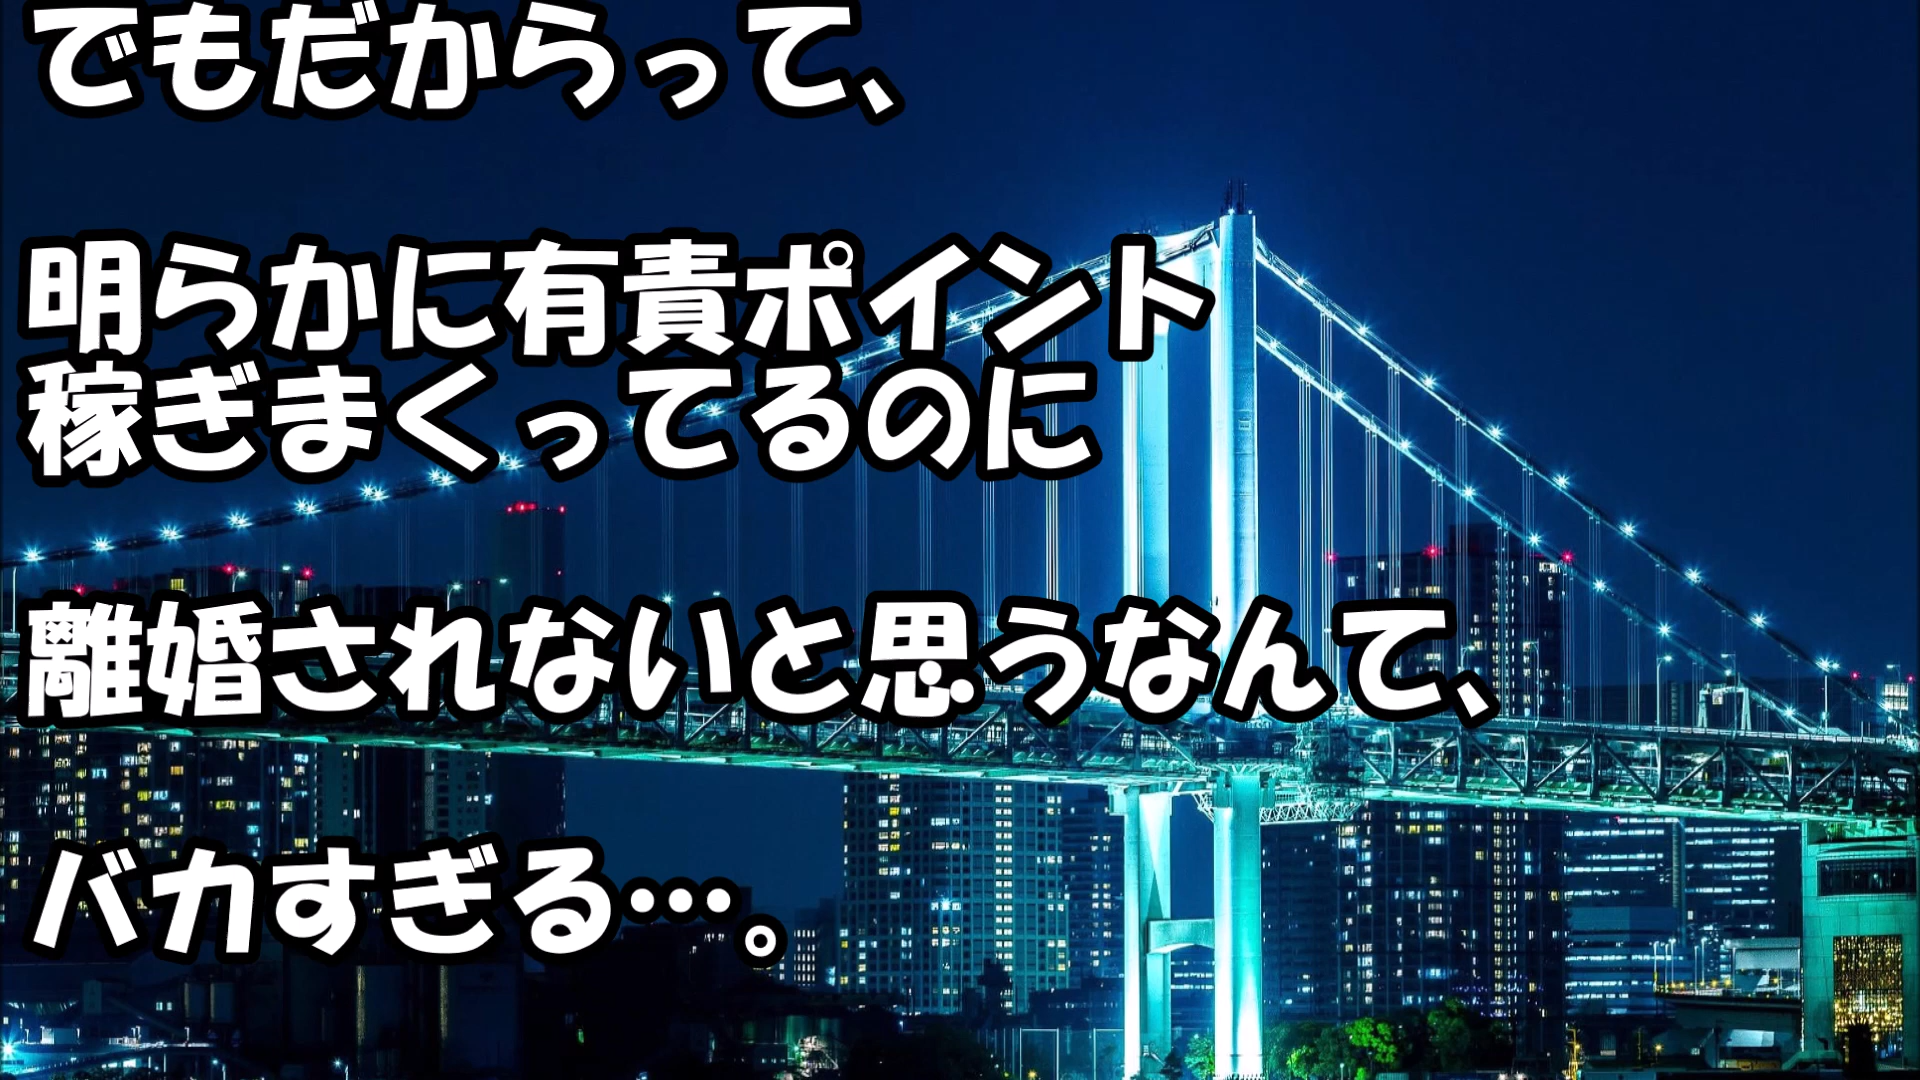 でもだからって、
明らかに有責ポイント
稼ぎまくってるのに
離婚されないと思うなんて、
バカすぎる…。